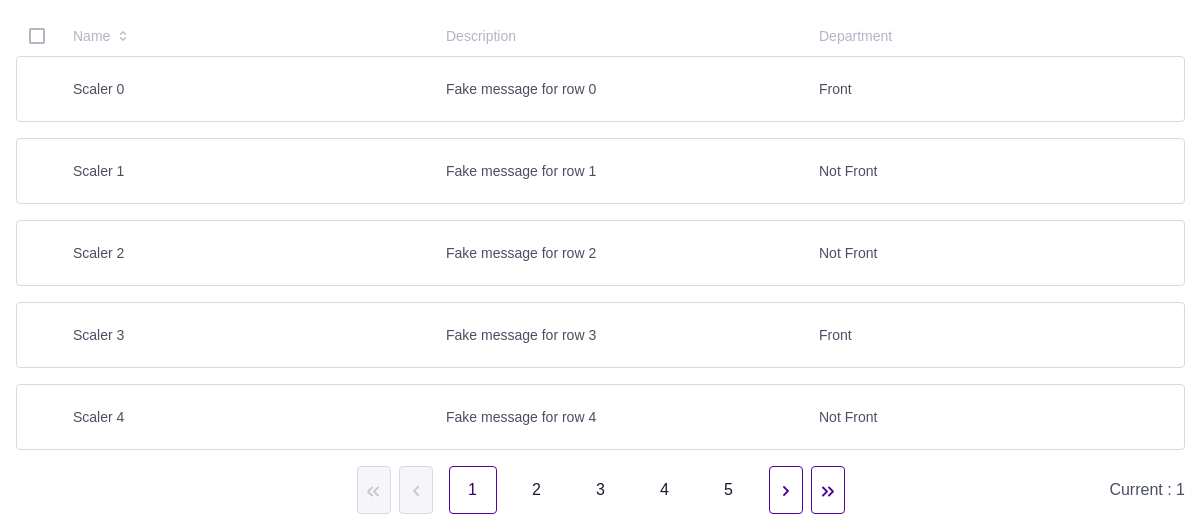 Name Description Department
Scaler 0 Fake message for row 0 Front
Scaler 1 Fake message for row 1 Not Front
Scaler 2 Fake message for row 2 Not Front
Scaler 3 Fake message for row 3 Front
Scaler 4 Fake message for row 4 Not Front
1 2 3 4 5 Current : 1